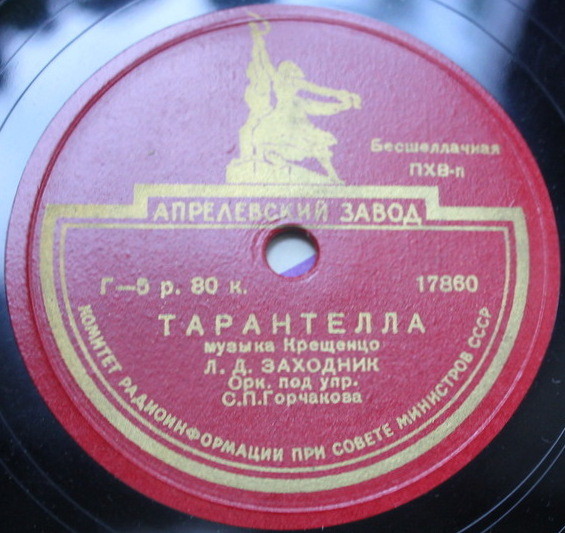 Бесшеллачная
ПХВ-п
АПРЕЛЕВСКИЙ ЗАВОД
Г—5 р. 80 к.
17860
ТАРАНТЕЛЛА
музыка Крещенцо
Л. Д. ЗАХОДНИК
Орк. под упр.
С.П.Горчакова
КОМИТЕТ РАДИОИНФОРМАЦИИ ПРИ СОВЕТЕ МИНИСТРОВ СССР